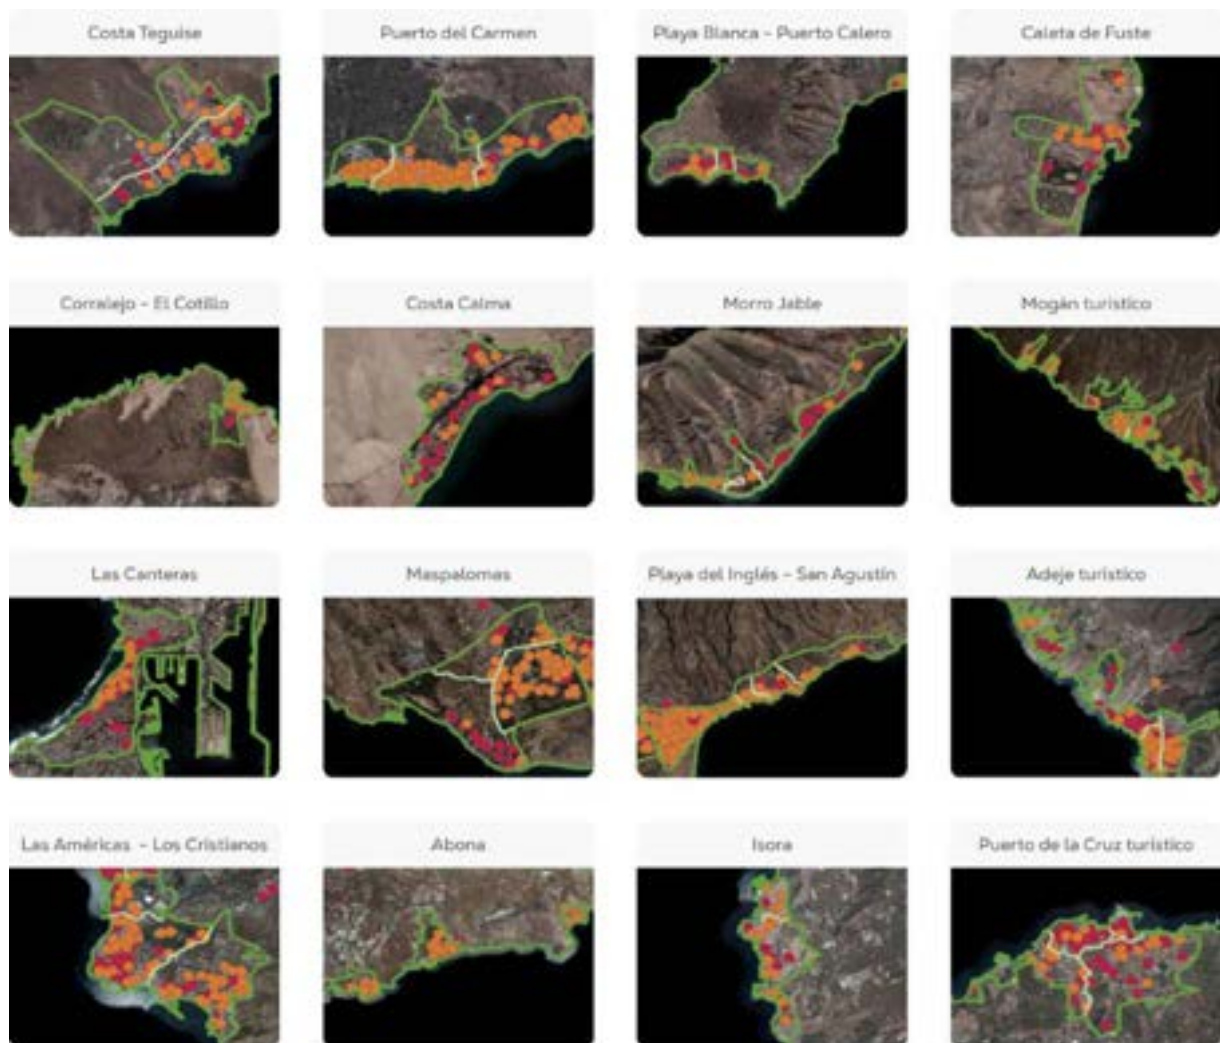 Costa Teguise
Puerto del Carmen
Playa Blanca - Puerto Calero
Caleta de Fuste
Corralejo - El Cotillo
Costa Calma
Morro Jable
Mogán turístico
Las Canteras
Maspalomas
Playa del Inglés - San Agustín
Adeje turístico
Las Américas - Los Cristianos
Abona
Isora
Puerto de la Cruz turístico